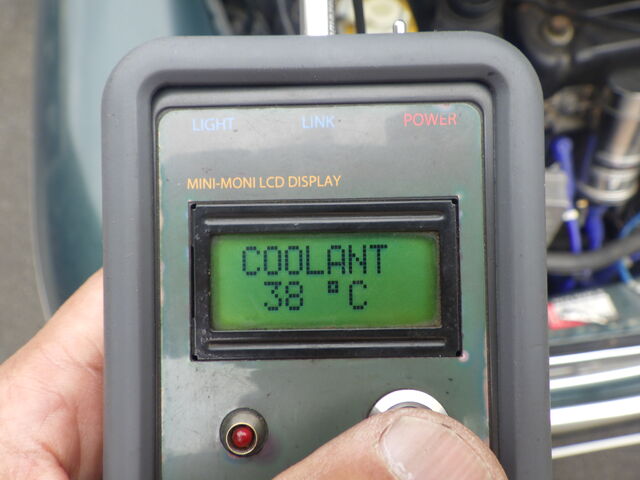 LIGHT LINK POWER
MINI-MONI LCD DISPLAY
COOLANT
38 °C